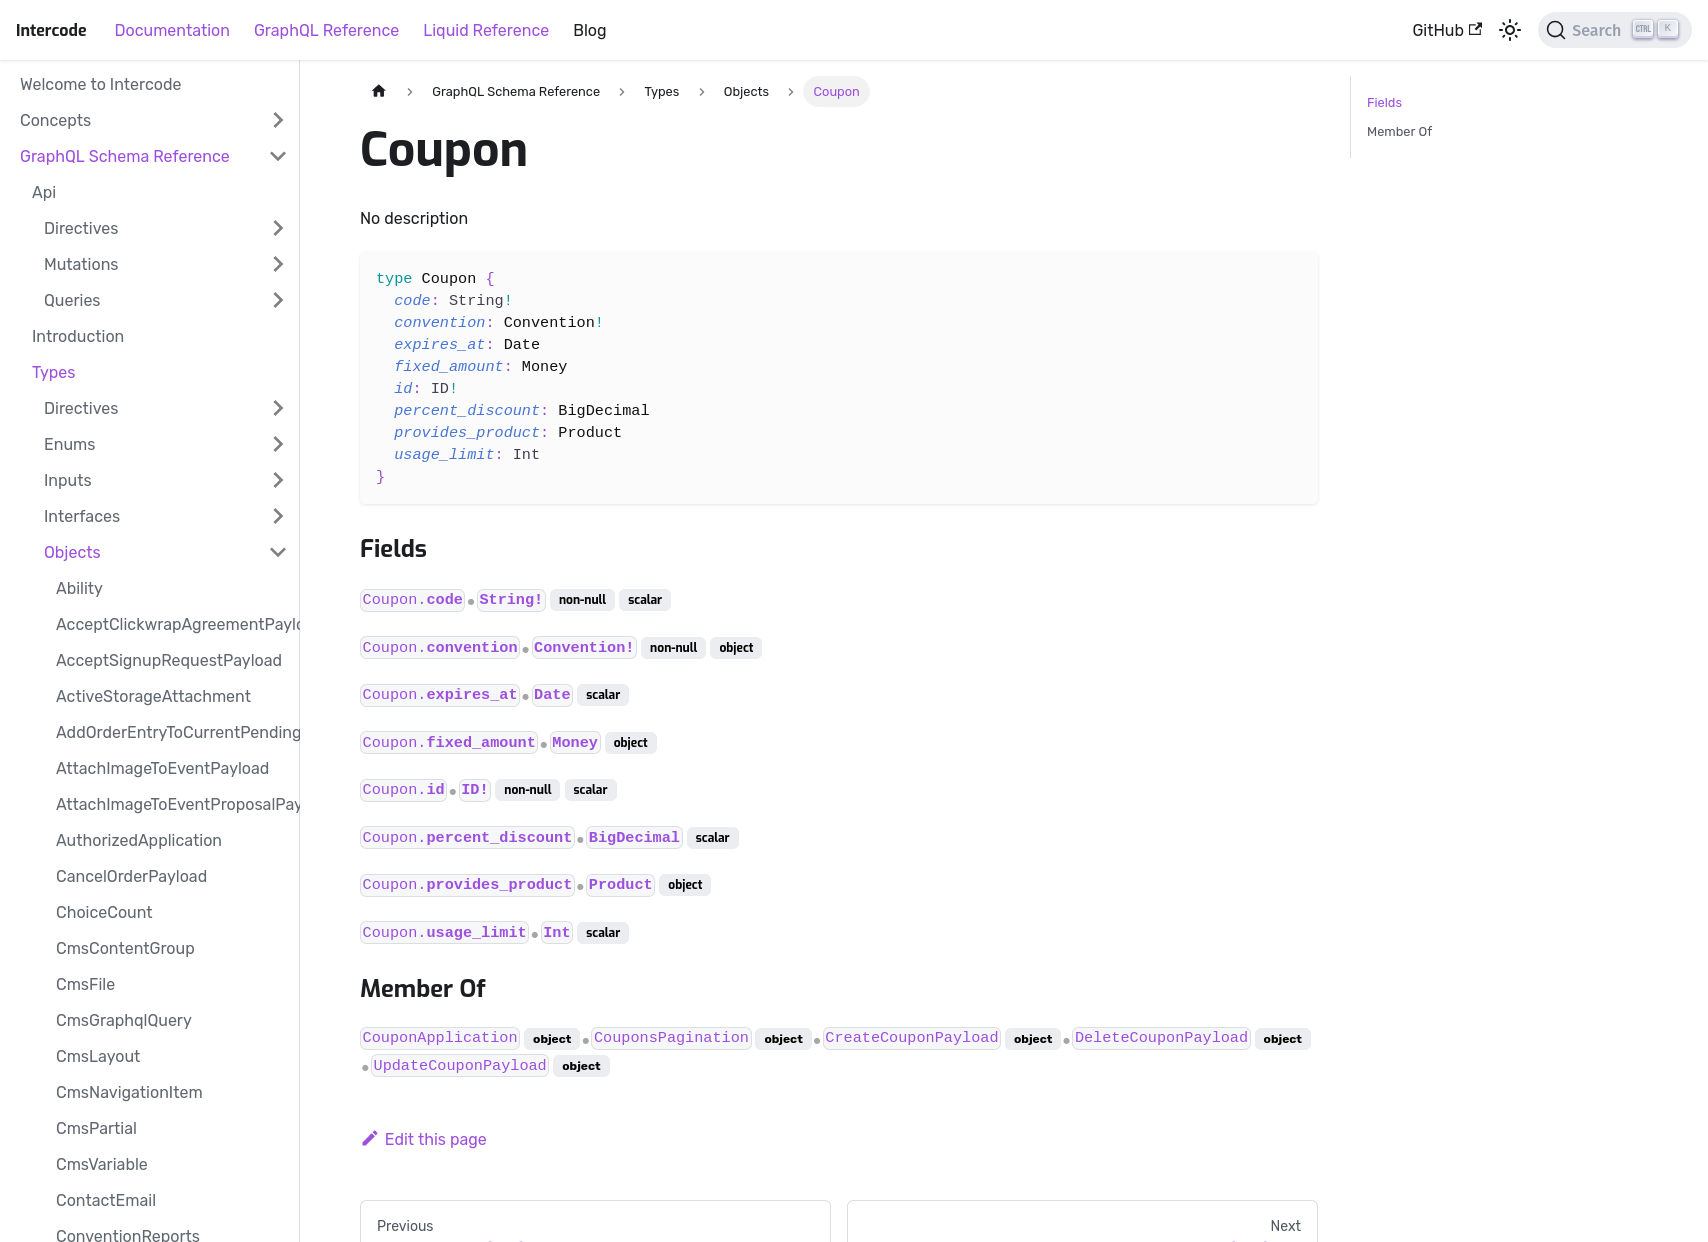 Intercode Documentation GraphQL Reference Liquid Reference Blog GitHub Search CTRL K
Welcome to Intercode
Concepts
GraphQL Schema Reference
Api
Directives
Mutations
Queries
Introduction
Types
Directives
Enums
Inputs
Interfaces
Objects
Ability
AcceptClickwrapAgreementPaylo
AcceptSignupRequestPayload
ActiveStorageAttachment
AddOrderEntryToCurrentPending
AttachImageToEventPayload
AttachImageToEventProposalPay
AuthorizedApplication
CancelOrderPayload
ChoiceCount
CmsContentGroup
CmsFile
CmsGraphqlQuery
CmsLayout
CmsNavigationItem
CmsPartial
CmsVariable
ContactEmail
ConventionReports
GraphQL Schema Reference Types Objects Coupon
Coupon
No description
type Coupon {
code: String!
convention: Convention!
expires_at: Date
fixed_amount: Money
id: ID!
percent_discount: BigDecimal
provides_product: Product
usage_limit: Int
}
Fields
Coupon.code ● String! non-null scalar
Coupon.convention ● Convention! non-null object
Coupon.expires_at ● Date scalar
Coupon.fixed_amount ● Money object
Coupon.id ● ID! non-null scalar
Coupon.percent_discount ● BigDecimal scalar
Coupon.provides_product ● Product object
Coupon.usage_limit ● Int scalar
Member Of
CouponApplication object ● CouponsPagination object ● CreateCouponPayload object ● DeleteCouponPayload object
● UpdateCouponPayload object
Edit this page
Previous
Next
Fields
Member Of